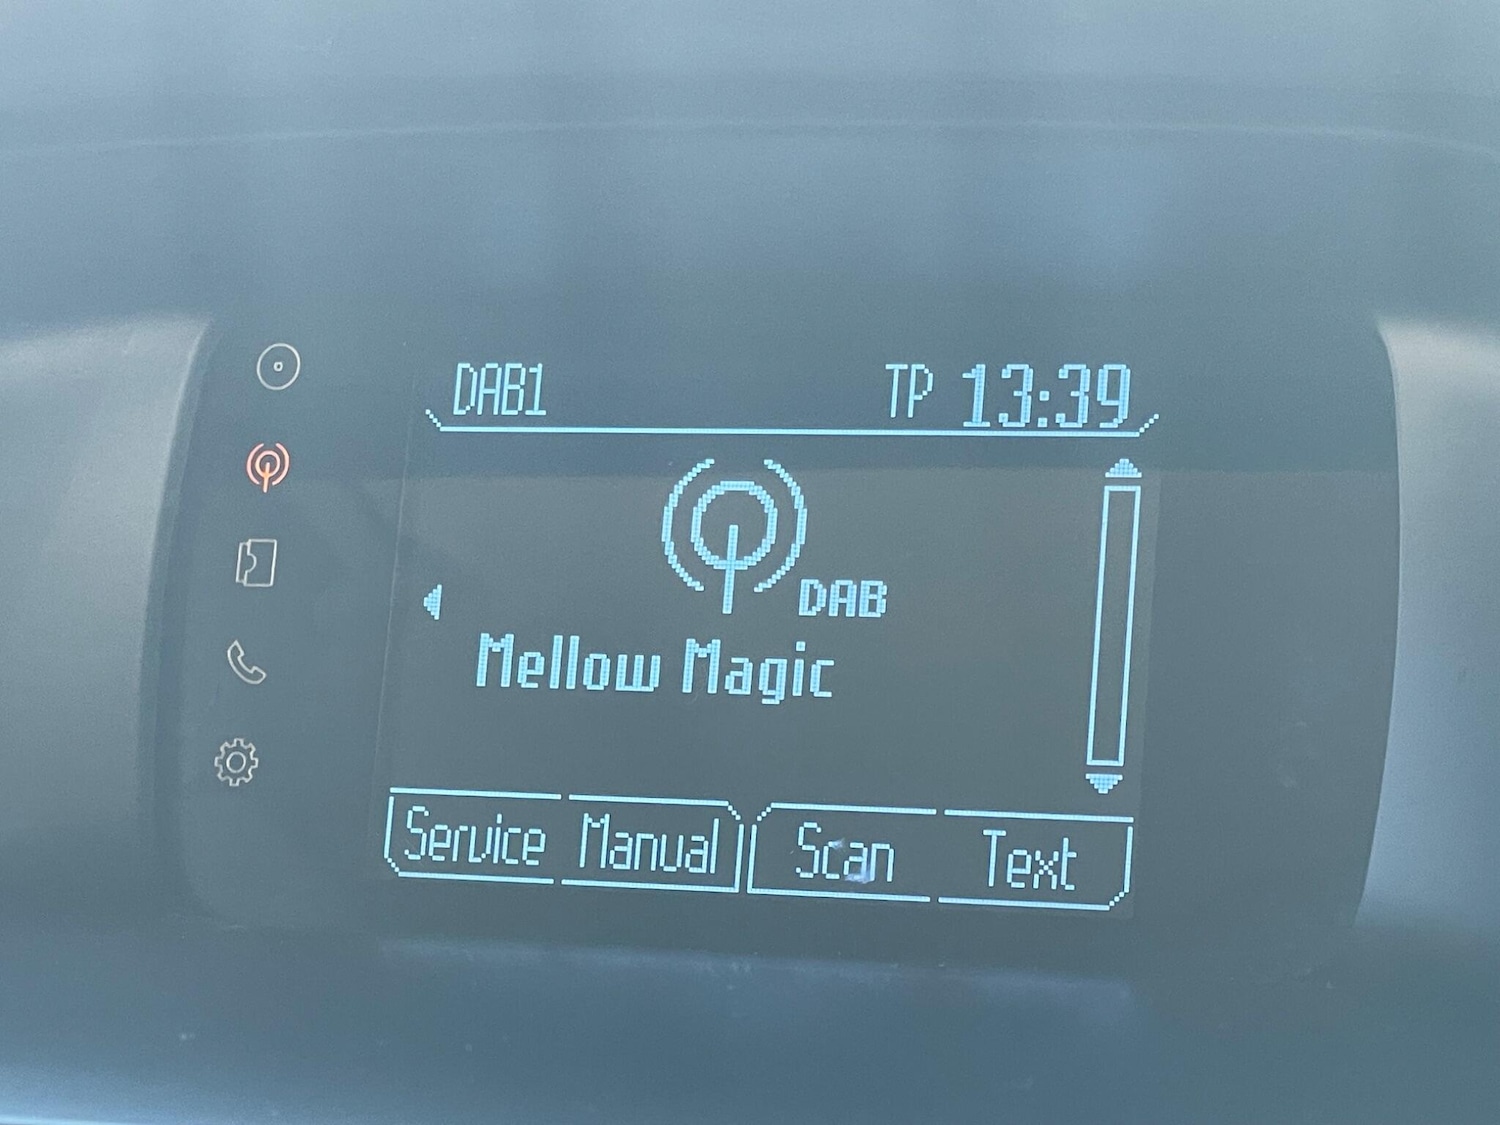 DAB1 TP 13:39
DAB
Mellow Magic
Service Manual Scan Text